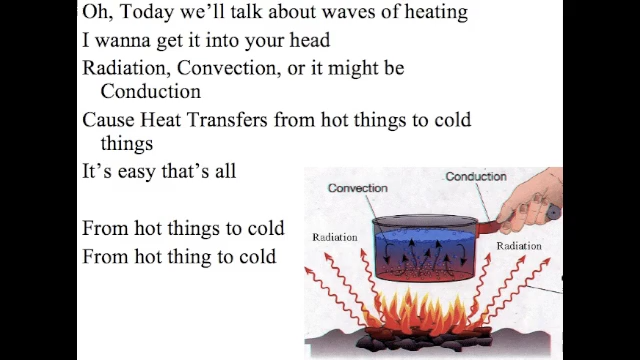 Oh, Today we'll talk about waves of heating
I wanna get it into your head
Radiation, Convection, or it might be
Conduction
Cause Heat Transfers from hot things to cold
things
It's easy that's all
From hot things to cold
From hot thing to cold
Convection
Conduction
Radiation
Radiation